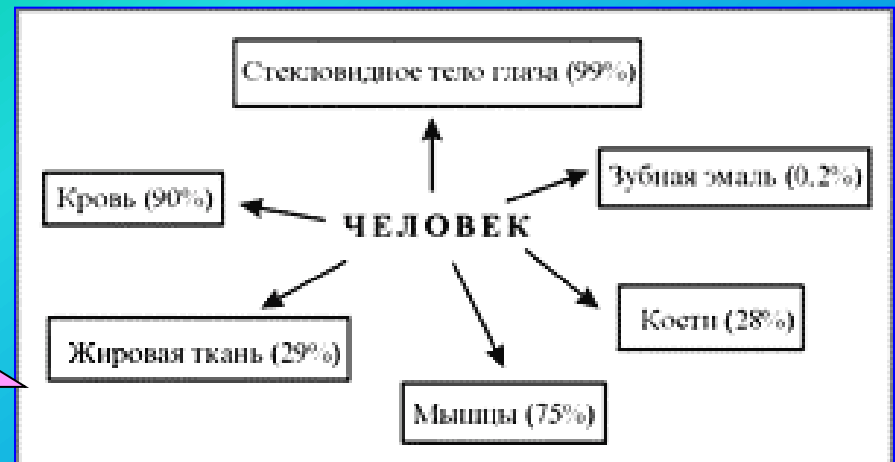 Стекловидное тело глаза (99%)
Зубная эмаль (0,2%)
Кровь (90%)
ЧЕЛОВЕК
Кости (28%)
Жировая ткань (29%)
Мышцы (75%)